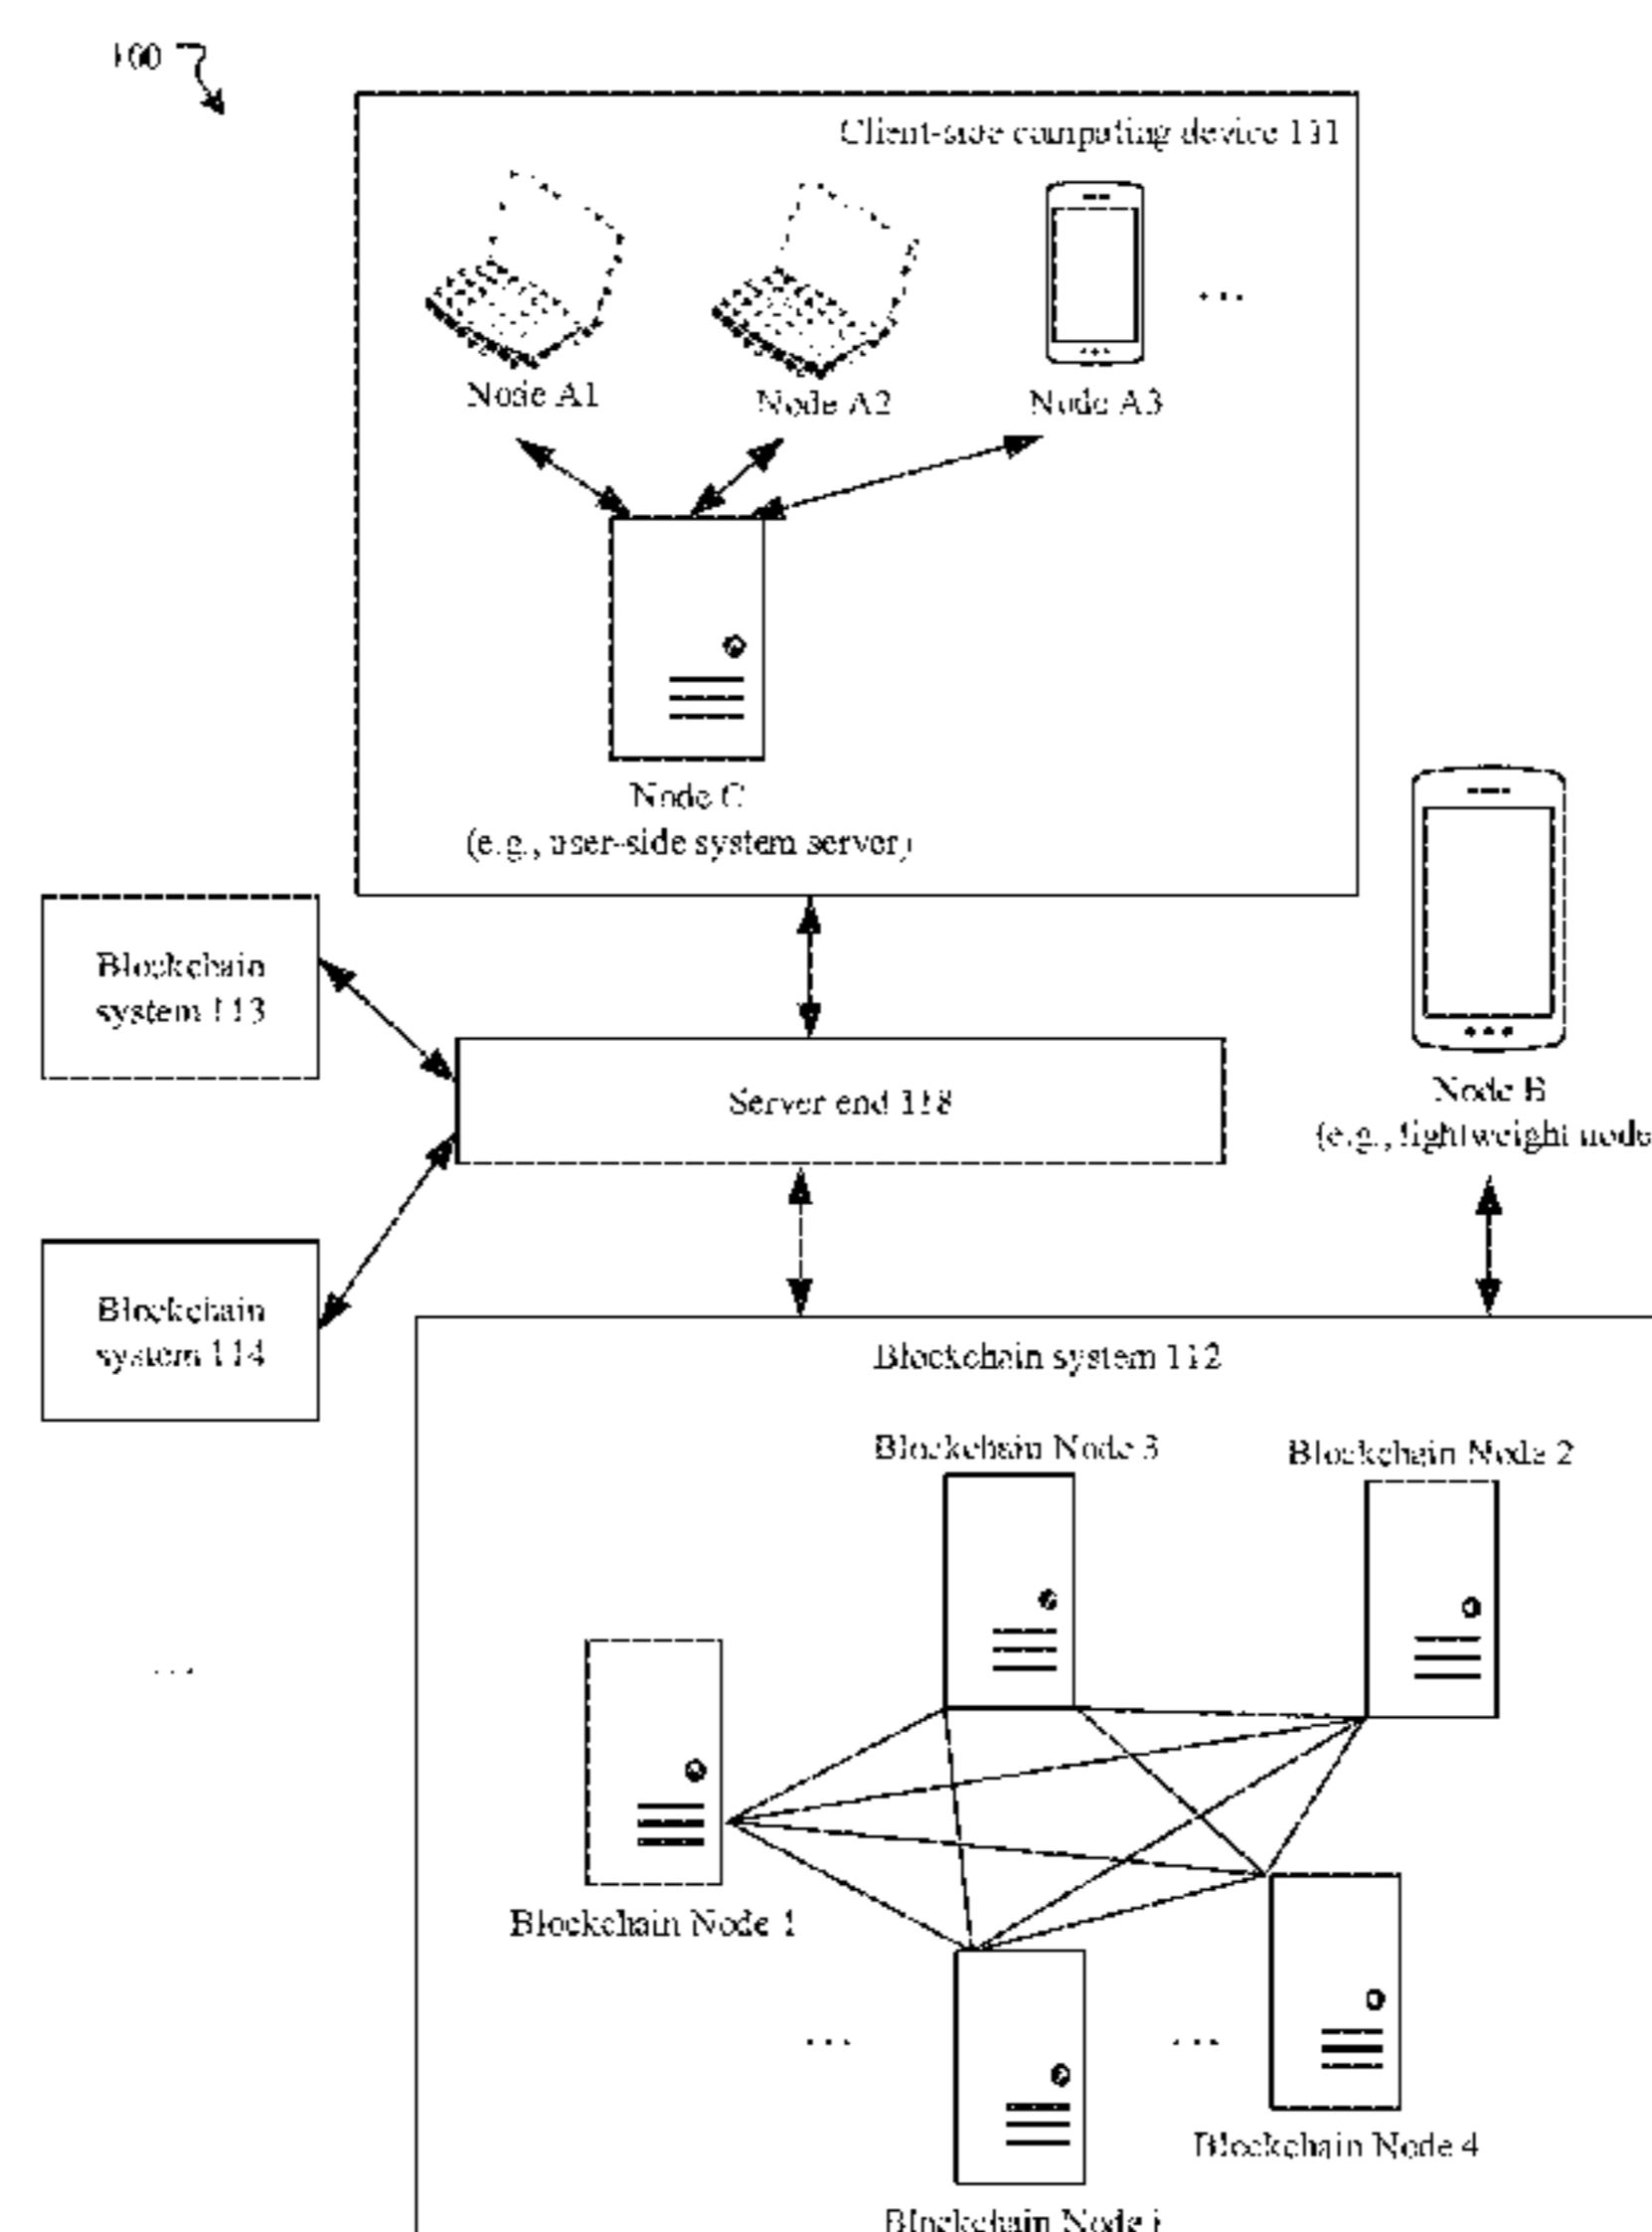 100
Client-side computing device 111
...
Node A1
Node A2
Node A3
Node C
(e.g., user-side system server)
Blockchain
system 113
Server end 118
Node B
(e.g., lightweight node
Blockchain
system 114
Blockchain system 112
Blockchain Node 3
Blockchain Node 2
...
Blockchain Node 1
...
...
Blockchain Node 4
Blockchain Node i